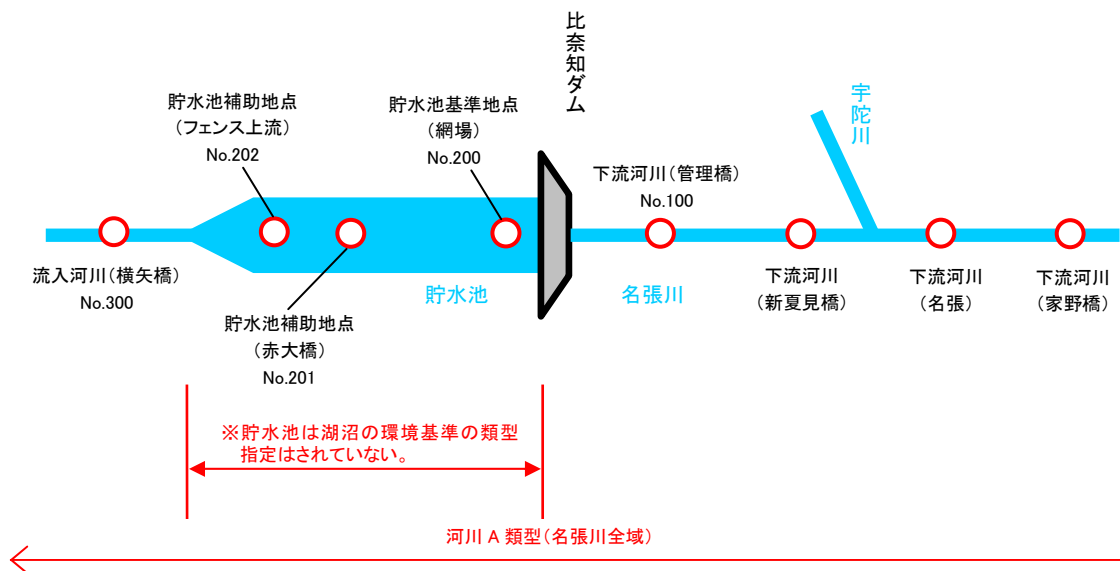 比奈知ダム
宇陀川
貯水池補助地点
（フェンス上流）
No.202
貯水池基準地点
（網場）
No.200
下流河川（管理橋）
No.100
流入河川（横矢橋）
No.300
貯水池補助地点
（赤大橋）
No.201
貯水池
名張川
下流河川
（新夏見橋）
下流河川
（名張）
下流河川
（家野橋）
※貯水池は湖沼の環境基準の類型
指定はされていない。
河川 A 類型（名張川全域）